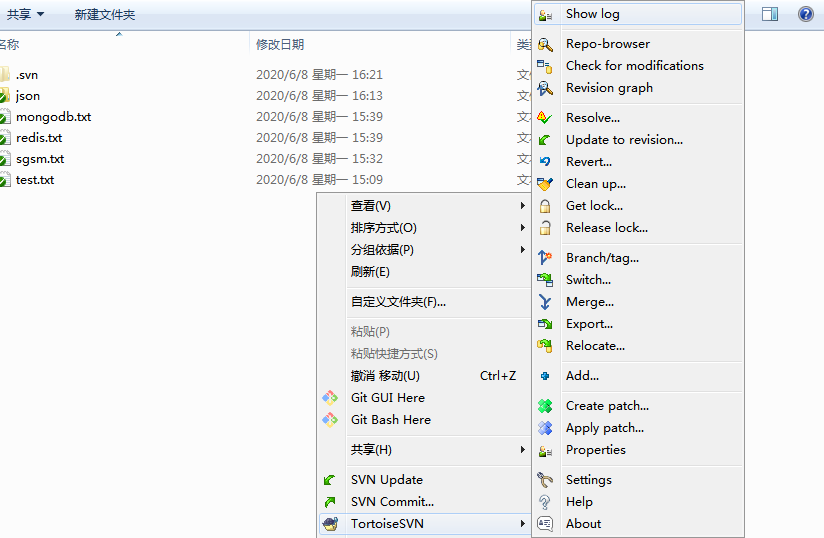 共享
新建文件夹
名称
修改日期
.svn
2020/6/8 星期一 16:21
json
2020/6/8 星期一 16:13
mongodb.txt
2020/6/8 星期一 15:39
redis.txt
2020/6/8 星期一 15:39
sgsm.txt
2020/6/8 星期一 15:32
test.txt
2020/6/8 星期一 15:09
查看(V)
排序方式(O)
分组依据(P)
刷新(E)
自定义文件夹(F)...
粘贴(P)
粘贴快捷方式(S)
撤消 移动(U) Ctrl+Z
Git GUI Here
Git Bash Here
共享(H)
SVN Update
SVN Commit...
TortoiseSVN
Show log
Repo-browser
Check for modifications
Revision graph
Resolve...
Update to revision...
Revert...
Clean up...
Get lock...
Release lock...
Branch/tag...
Switch...
Merge...
Export...
Relocate...
Add...
Create patch...
Apply patch...
Properties
Settings
Help
About